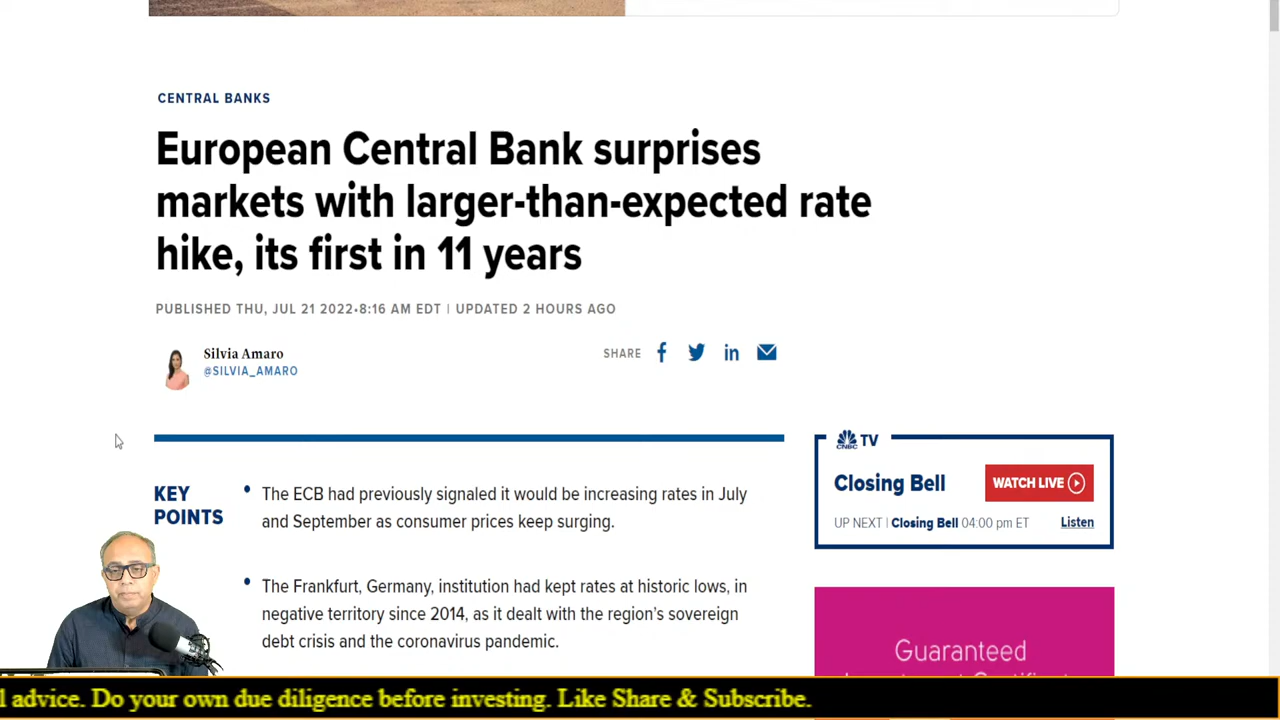 CENTRAL BANKS
European Central Bank surprises
markets with larger-than-expected rate
hike, its first in 11 years
PUBLISHED THU, JUL 21 2022•8:16 AM EDT | UPDATED 2 HOURS AGO
Silvia Amaro
@SILVIA_AMARO
SHARE
KEY
POINTS
• The ECB had previously signaled it would be increasing rates in July
and September as consumer prices keep surging.
• The Frankfurt, Germany, institution had kept rates at historic lows, in
negative territory since 2014, as it dealt with the region's sovereign
debt crisis and the coronavirus pandemic.
CNBC TV
Closing Bell
WATCH LIVE
UP NEXT | Closing Bell 04:00 pm ET
Listen
Guaranteed
l advice. Do your own due diligence before investing. Like Share & Subscribe.